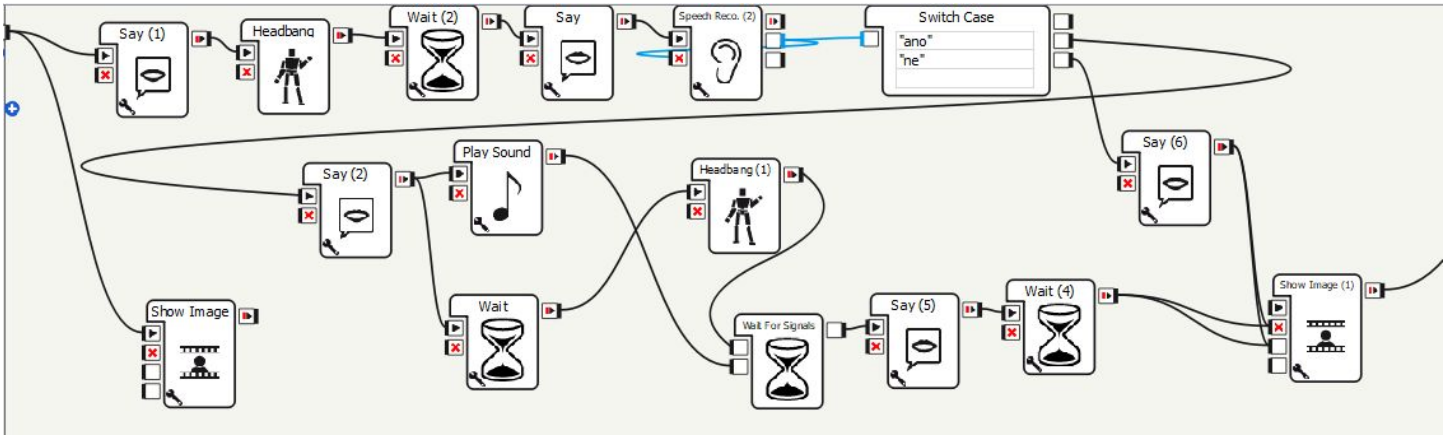 Say (1)
Headbang
Wait (2)
Say
Speech Reco. (2)
Switch Case
"ano"
"ne"
Say (6)
Say (2)
Play Sound
Headbang (1)
Show Image
Wait
Wait For Signals
Say (5)
Wait (4)
Show Image (1)